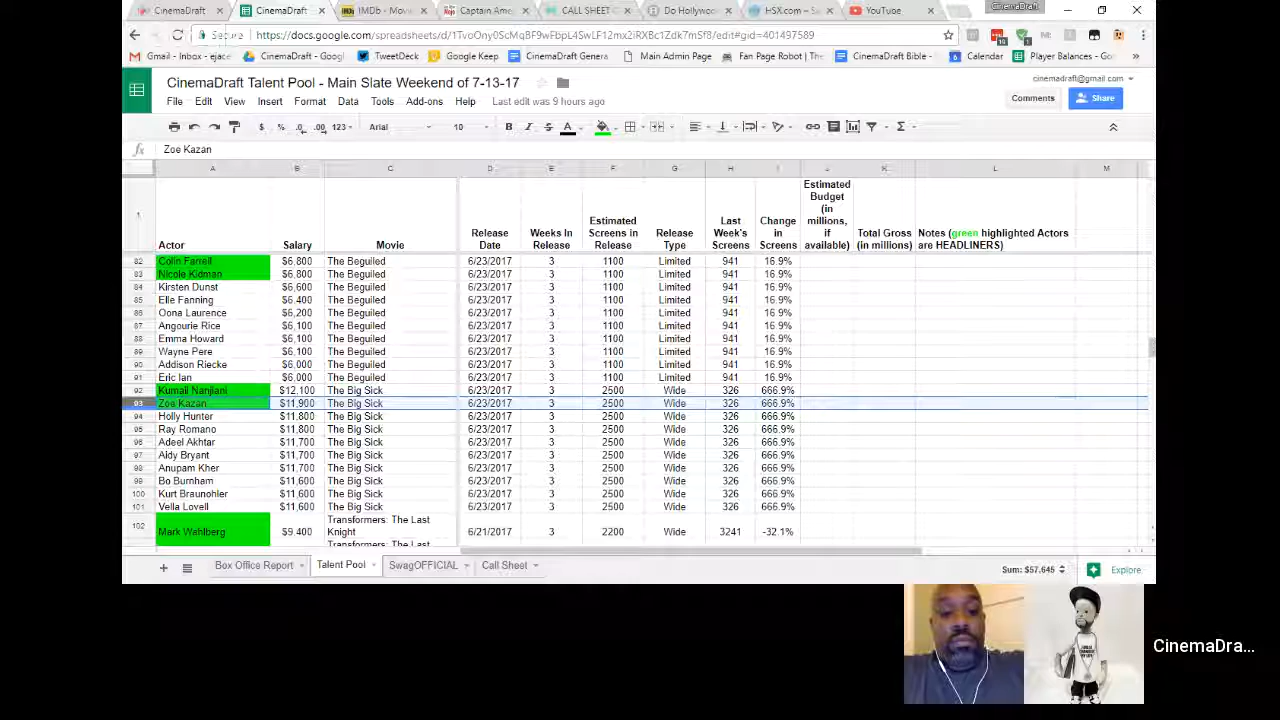 CinemaDraft
CinemaDraft
IMDb - Movi
Captain Ame
CALL SHEET
Do Hollywoo
HSX.com – S
YouTube
CinemaDraft
Secure
https://docs.google.com/spreadsheets/d/
/edit#gid=401497589
Gmail - Inbox - ejace
CinemaDraft - Googl
TweetDeck
Google Keep
CinemaDraft Genera
Main Admin Page
Fan Page Robot | The
CinemaDraft Bible -
Calendar
Player Balances - Go
»
CinemaDraft Talent Pool - Main Slate Weekend of 7-13-17
cinemadraft@gmail.com
File Edit View Insert Format Data Tools Add-ons Help Last edit was 9 hours ago
Comments
Share
$ % .0 .00 123 Arial 10 B I S A Σ
fx Zoe Kazan
A B C D E F G H I J K L M
1 Actor Salary Movie Release Date Weeks In Release Estimated Screens in Release Release Type Last Week's Screens Change in Screens Estimated Budget (in millions, if available) Total Gross (in millions) Notes (green highlighted Actors are HEADLINERS)
82 Colin Farrell $6,800 The Beguiled 6/23/2017 3 1100 Limited 941 16.9%
83 Nicole Kidman $6,800 The Beguiled 6/23/2017 3 1100 Limited 941 16.9%
84 Kirsten Dunst $6,600 The Beguiled 6/23/2017 3 1100 Limited 941 16.9%
85 Elle Fanning $6,400 The Beguiled 6/23/2017 3 1100 Limited 941 16.9%
86 Oona Laurence $6,200 The Beguiled 6/23/2017 3 1100 Limited 941 16.9%
87 Angourie Rice $6,100 The Beguiled 6/23/2017 3 1100 Limited 941 16.9%
88 Emma Howard $6,100 The Beguiled 6/23/2017 3 1100 Limited 941 16.9%
89 Wayne Pere $6,100 The Beguiled 6/23/2017 3 1100 Limited 941 16.9%
90 Addison Riecke $6,000 The Beguiled 6/23/2017 3 1100 Limited 941 16.9%
91 Eric Ian $6,000 The Beguiled 6/23/2017 3 1100 Limited 941 16.9%
92 Kumail Nanjiani $12,100 The Big Sick 6/23/2017 3 2500 Wide 326 666.9%
93 Zoe Kazan $11,900 The Big Sick 6/23/2017 3 2500 Wide 326 666.9%
94 Holly Hunter $11,800 The Big Sick 6/23/2017 3 2500 Wide 326 666.9%
95 Ray Romano $11,800 The Big Sick 6/23/2017 3 2500 Wide 326 666.9%
96 Adeel Akhtar $11,700 The Big Sick 6/23/2017 3 2500 Wide 326 666.9%
97 Aidy Bryant $11,700 The Big Sick 6/23/2017 3 2500 Wide 326 666.9%
98 Anupam Kher $11,700 The Big Sick 6/23/2017 3 2500 Wide 326 666.9%
99 Bo Burnham $11,600 The Big Sick 6/23/2017 3 2500 Wide 326 666.9%
100 Kurt Braunohler $11,600 The Big Sick 6/23/2017 3 2500 Wide 326 666.9%
101 Vella Lovell $11,600 The Big Sick 6/23/2017 3 2500 Wide 326 666.9%
102 Mark Wahlberg $9,400 Transformers: The Last Knight 6/21/2017 3 2200 Wide 3241 -32.1%
Transformers: The Last
Box Office Report Talent Pool SwagOFFICIAL Call Sheet
Sum: $57,645
Explore
CinemaDra...